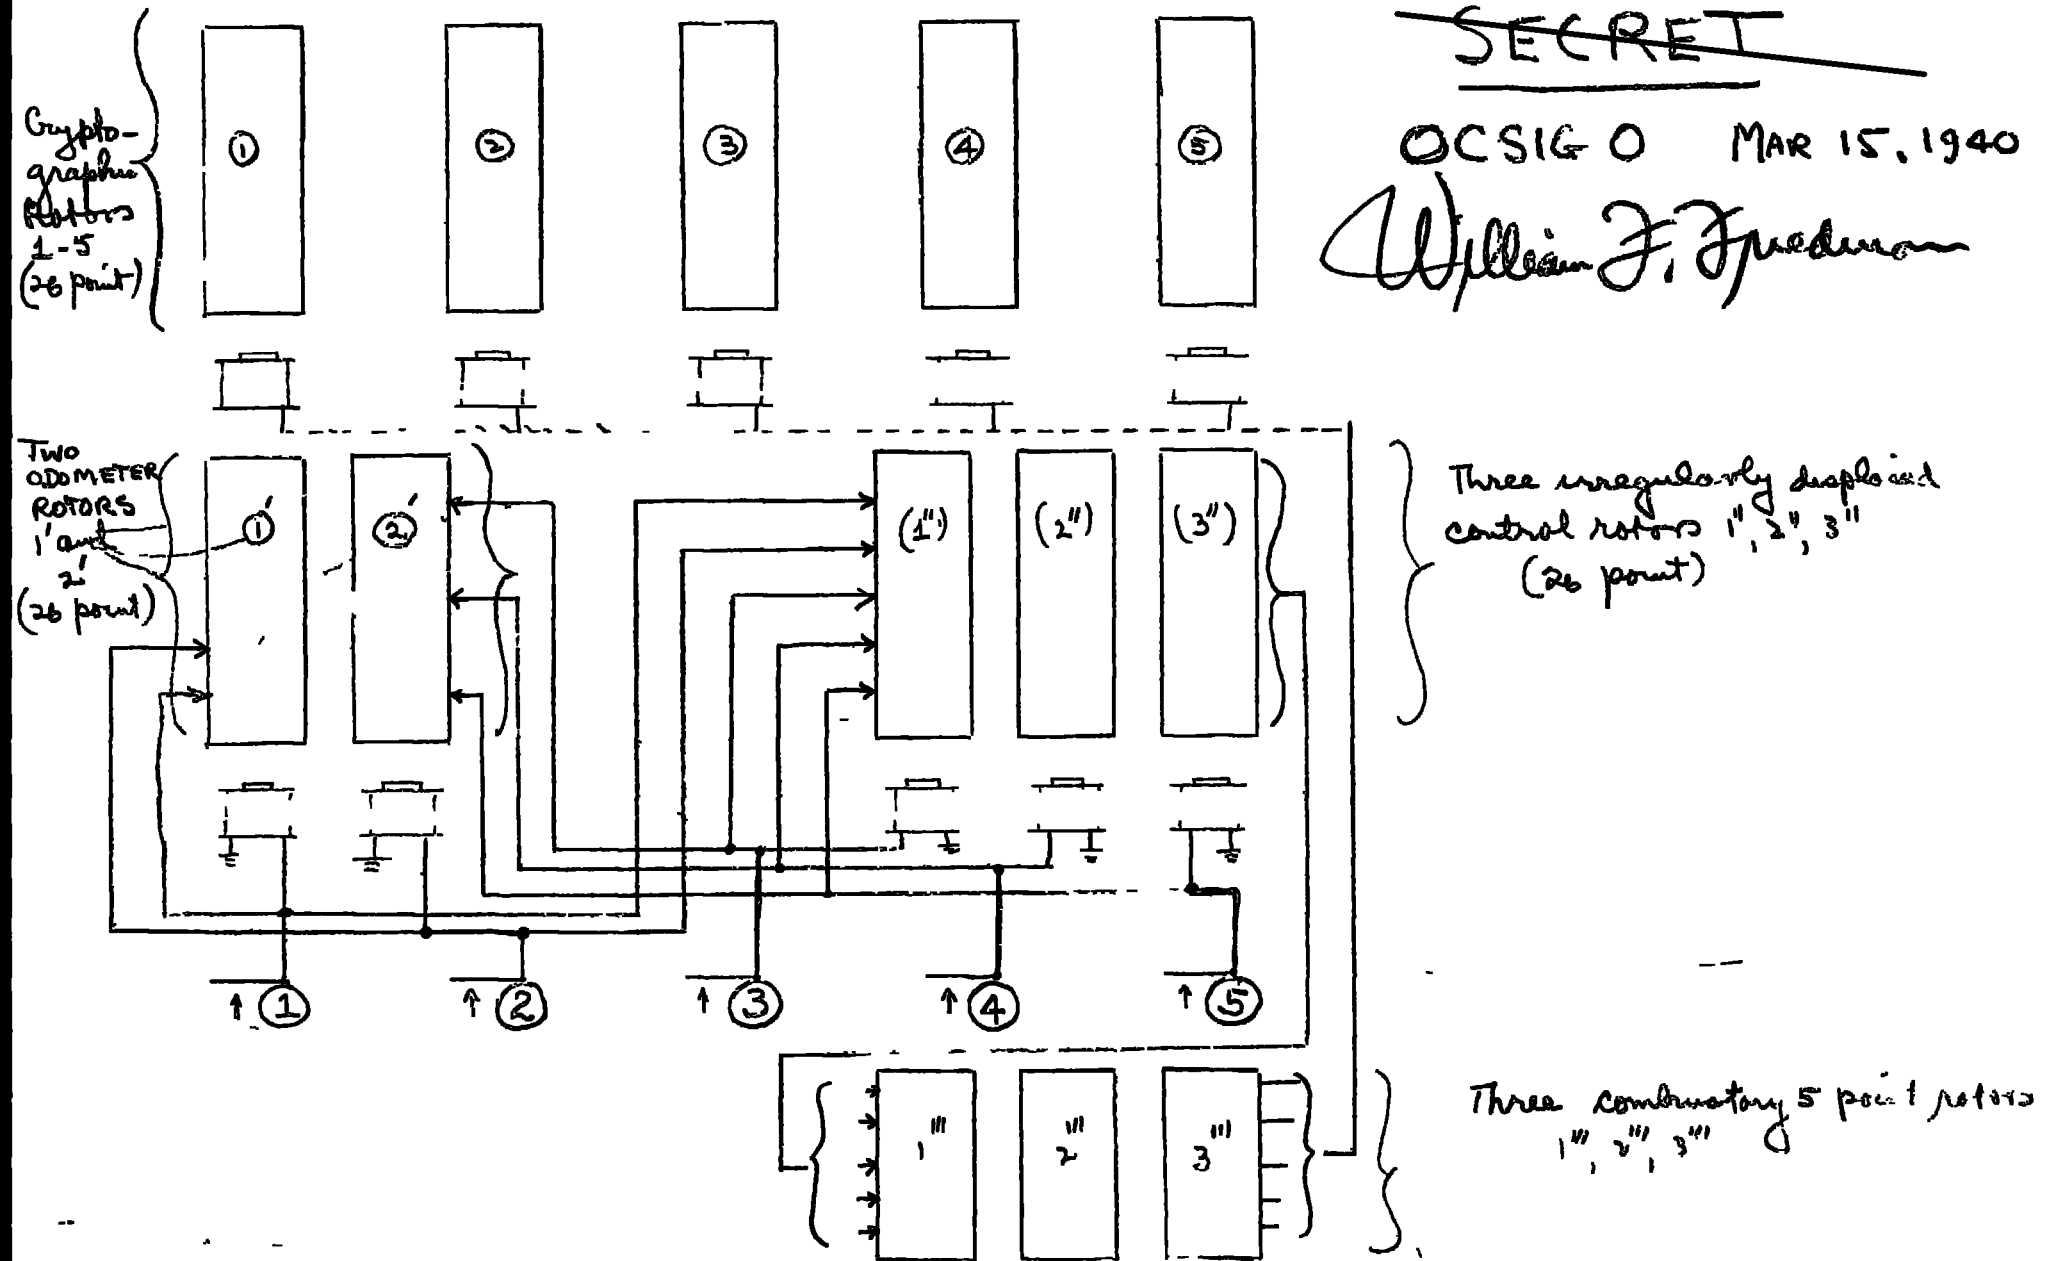 SECRET
OCSIGO MAR 15, 1940
William F. Friedman
Crypto-
graphic
Rotors
1-5
(26 point)
1
2
3
4
5
TWO
ODOMETER
ROTORS
1' and
2'
(26 point)
1'
2'
(1'')
(2'')
(3'')
Three irregularly displaced
control rotors 1'', 2'', 3''
(26 point)
↑ 1
↑ 2
↑ 3
↑ 4
↑ 5
1'''
2'''
3'''
Three combinatory 5 point rotors
1''', 2''', 3'''